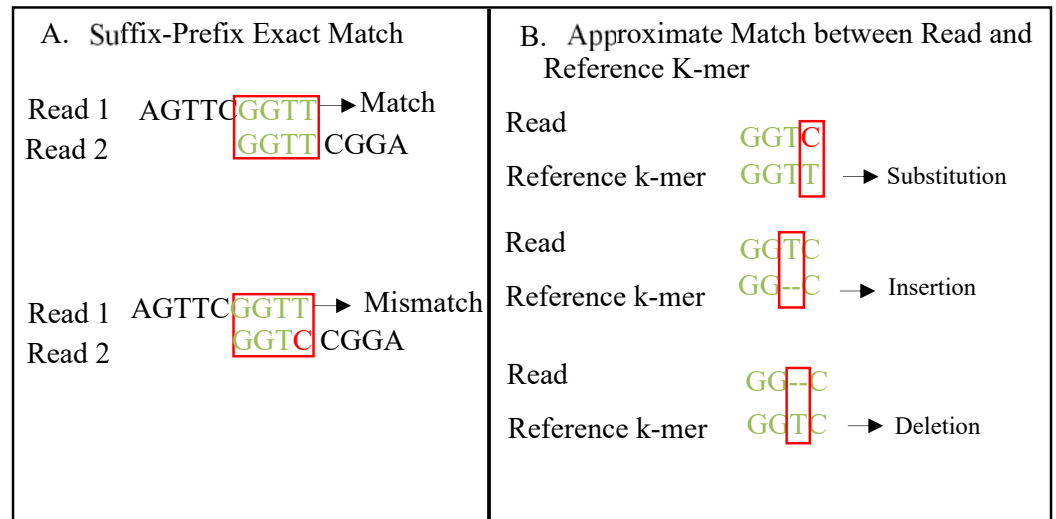 A. Suffix-Prefix Exact Match
Read 1 AGTTCGGTT Match
Read 2 GGTT CGGA
Read 1 AGTTCGGTT Mismatch
Read 2 GGTC CGGA
B. Approximate Match between Read and
Reference K-mer
Read GGTC
Reference k-mer GGTT Substitution
Read GGTC
Reference k-mer GG--C Insertion
Read GG--C
Reference k-mer GGTC Deletion